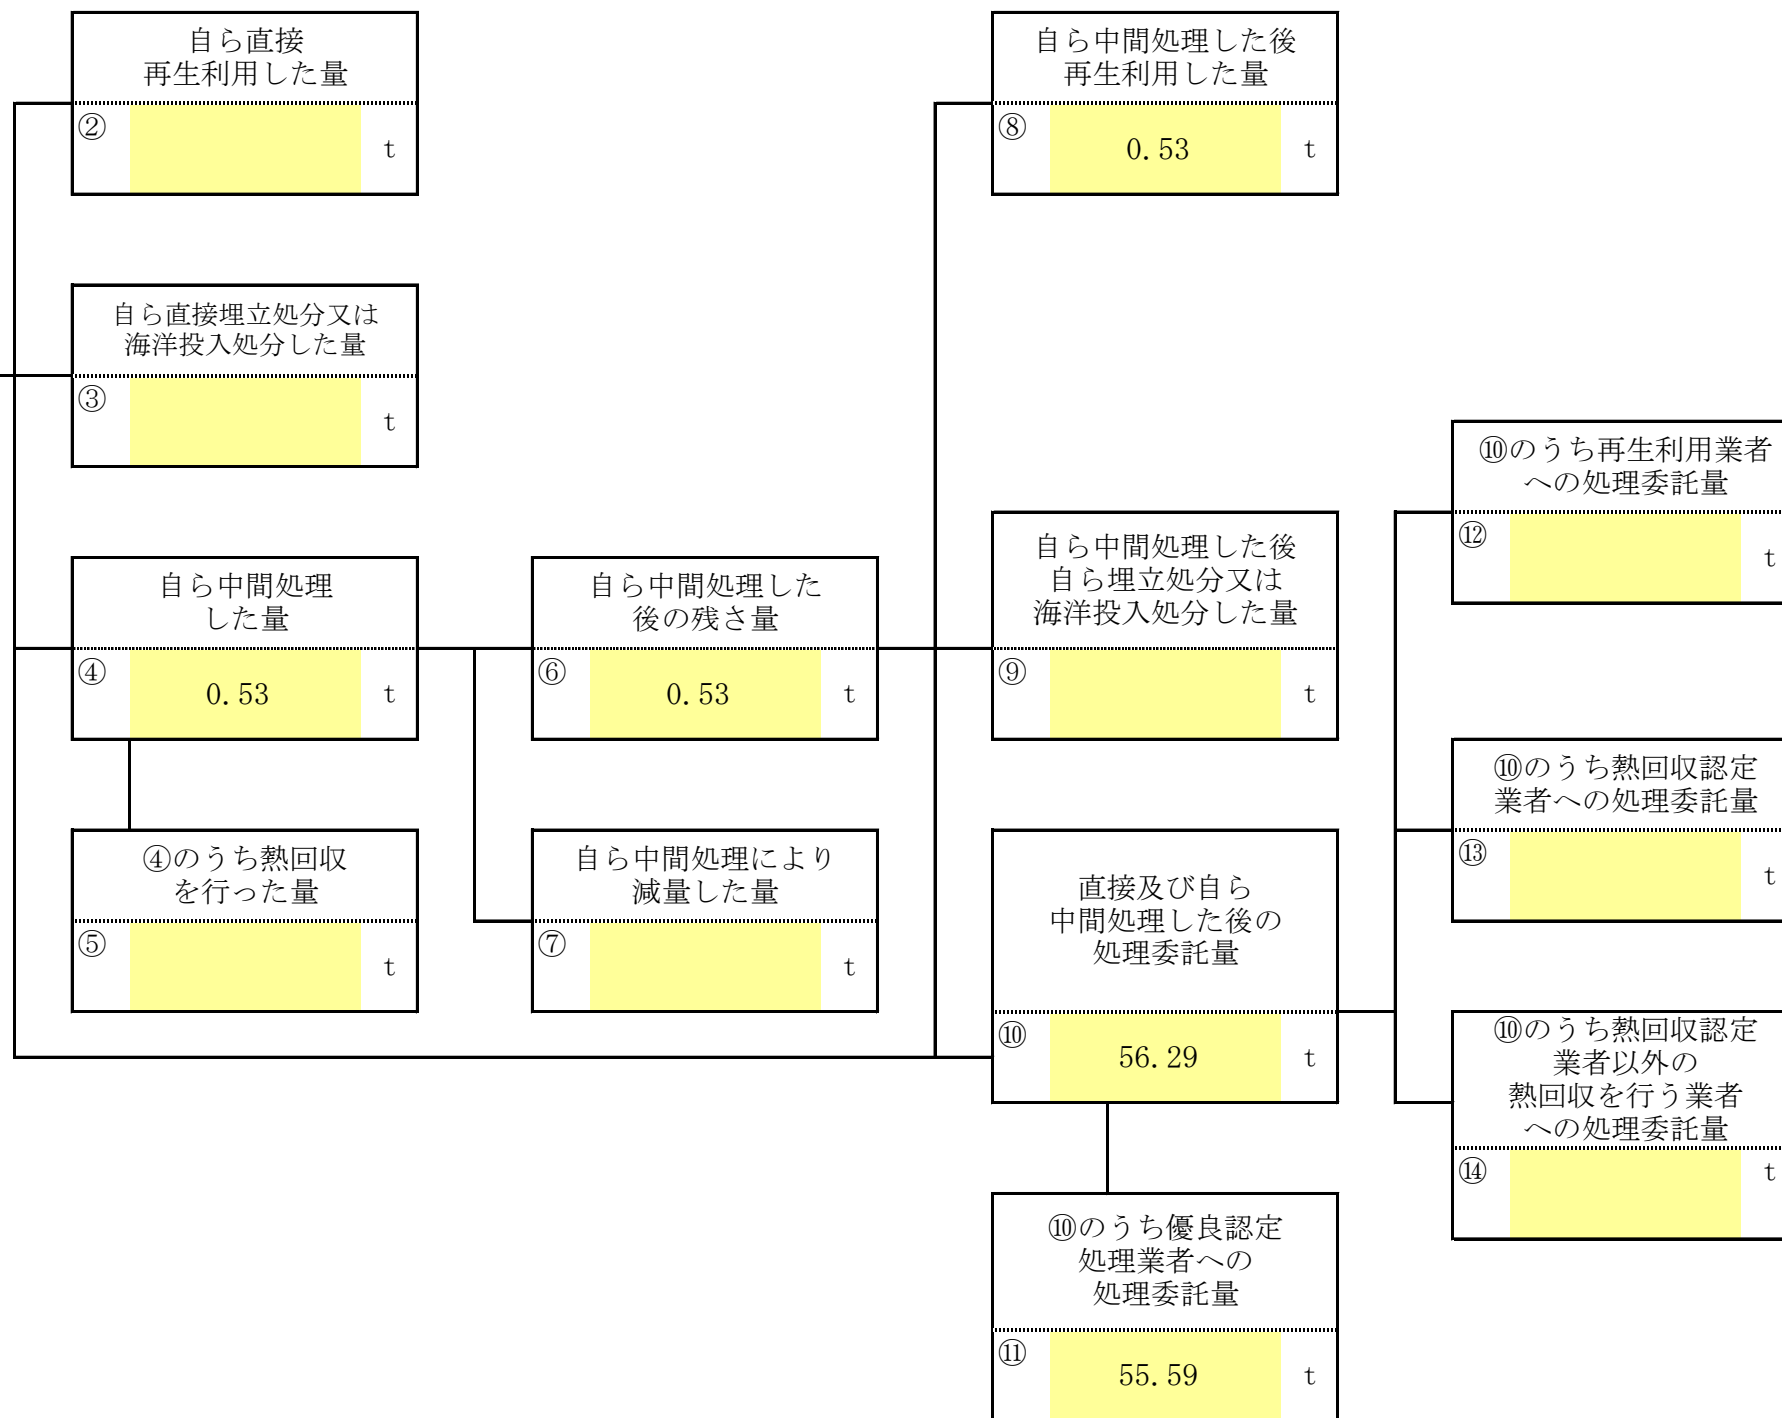 自ら直接
再生利用した量
②
t
自ら中間処理した後
再生利用した量
⑧
0.53
t
自ら直接埋立処分又は
海洋投入処分した量
③
t
⑩のうち再生利用業者
への処理委託量
⑫
t
自ら中間処理
した量
④
0.53
t
自ら中間処理した
後の残さ量
⑥
0.53
t
自ら中間処理した後
自ら埋立処分又は
海洋投入処分した量
⑨
t
⑩のうち熱回収認定
業者への処理委託量
⑬
t
④のうち熱回収
を行った量
⑤
t
自ら中間処理により
減量した量
⑦
t
直接及び自ら
中間処理した後の
処理委託量
⑩
56.29
t
⑩のうち熱回収認定
業者以外の
熱回収を行う業者
への処理委託量
⑭
t
⑩のうち優良認定
処理業者への
処理委託量
⑪
55.59
t